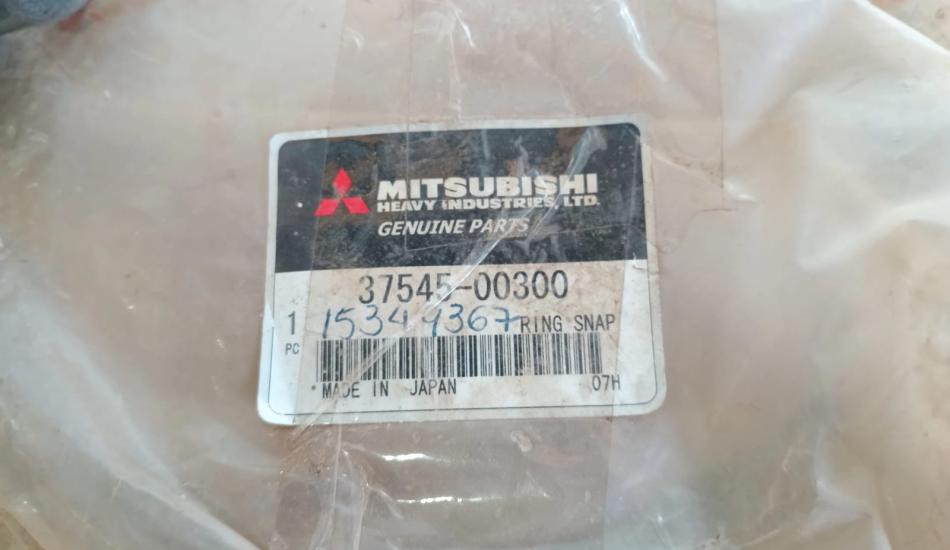 MITSUBISHI
HEAVY INDUSTRIES, LTD.
GENUINE PARTS
37545-00300
1 15349367 RING SNAP
PC
*MADE IN JAPAN 07H